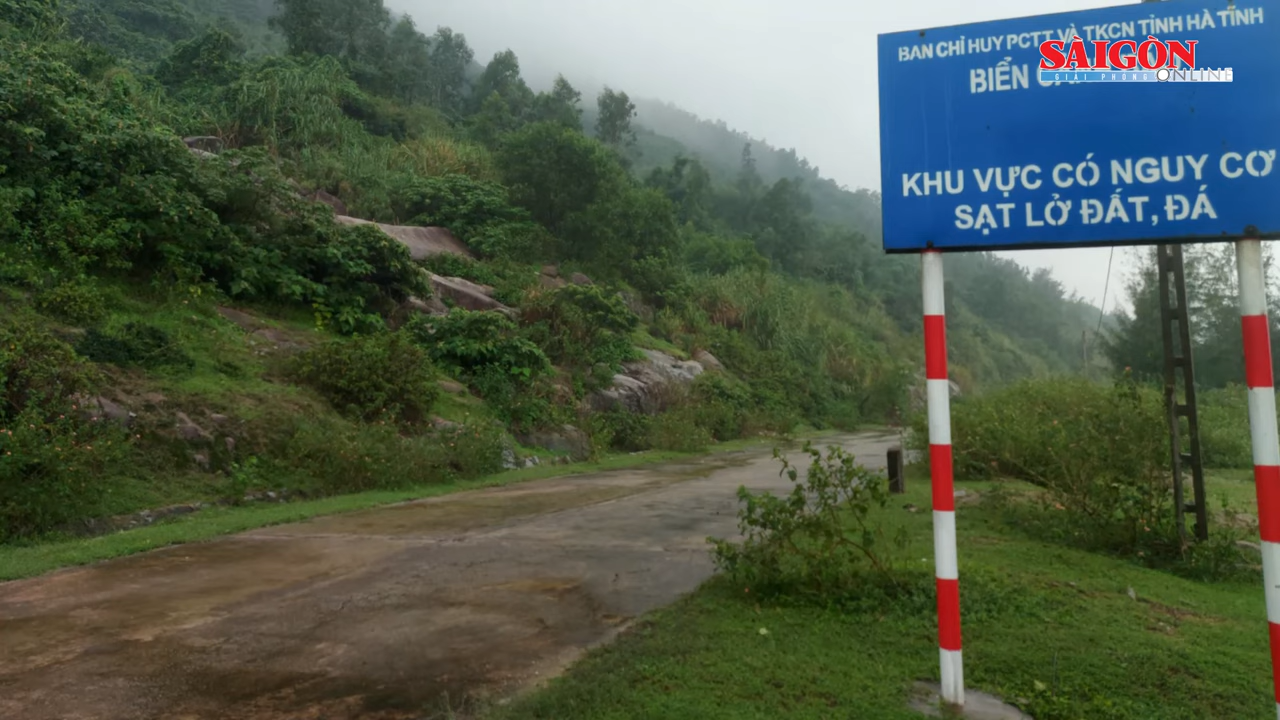 BAN CHỈ HUY PCTT VÀ TKCN TỈNH HÀ TĨNH
SÀIGÒN
GIẢI PHÓNG ONLINE
BIỂN
KHU VỰC CÓ NGUY CƠ
SẠT LỞ ĐẤT, ĐÁ